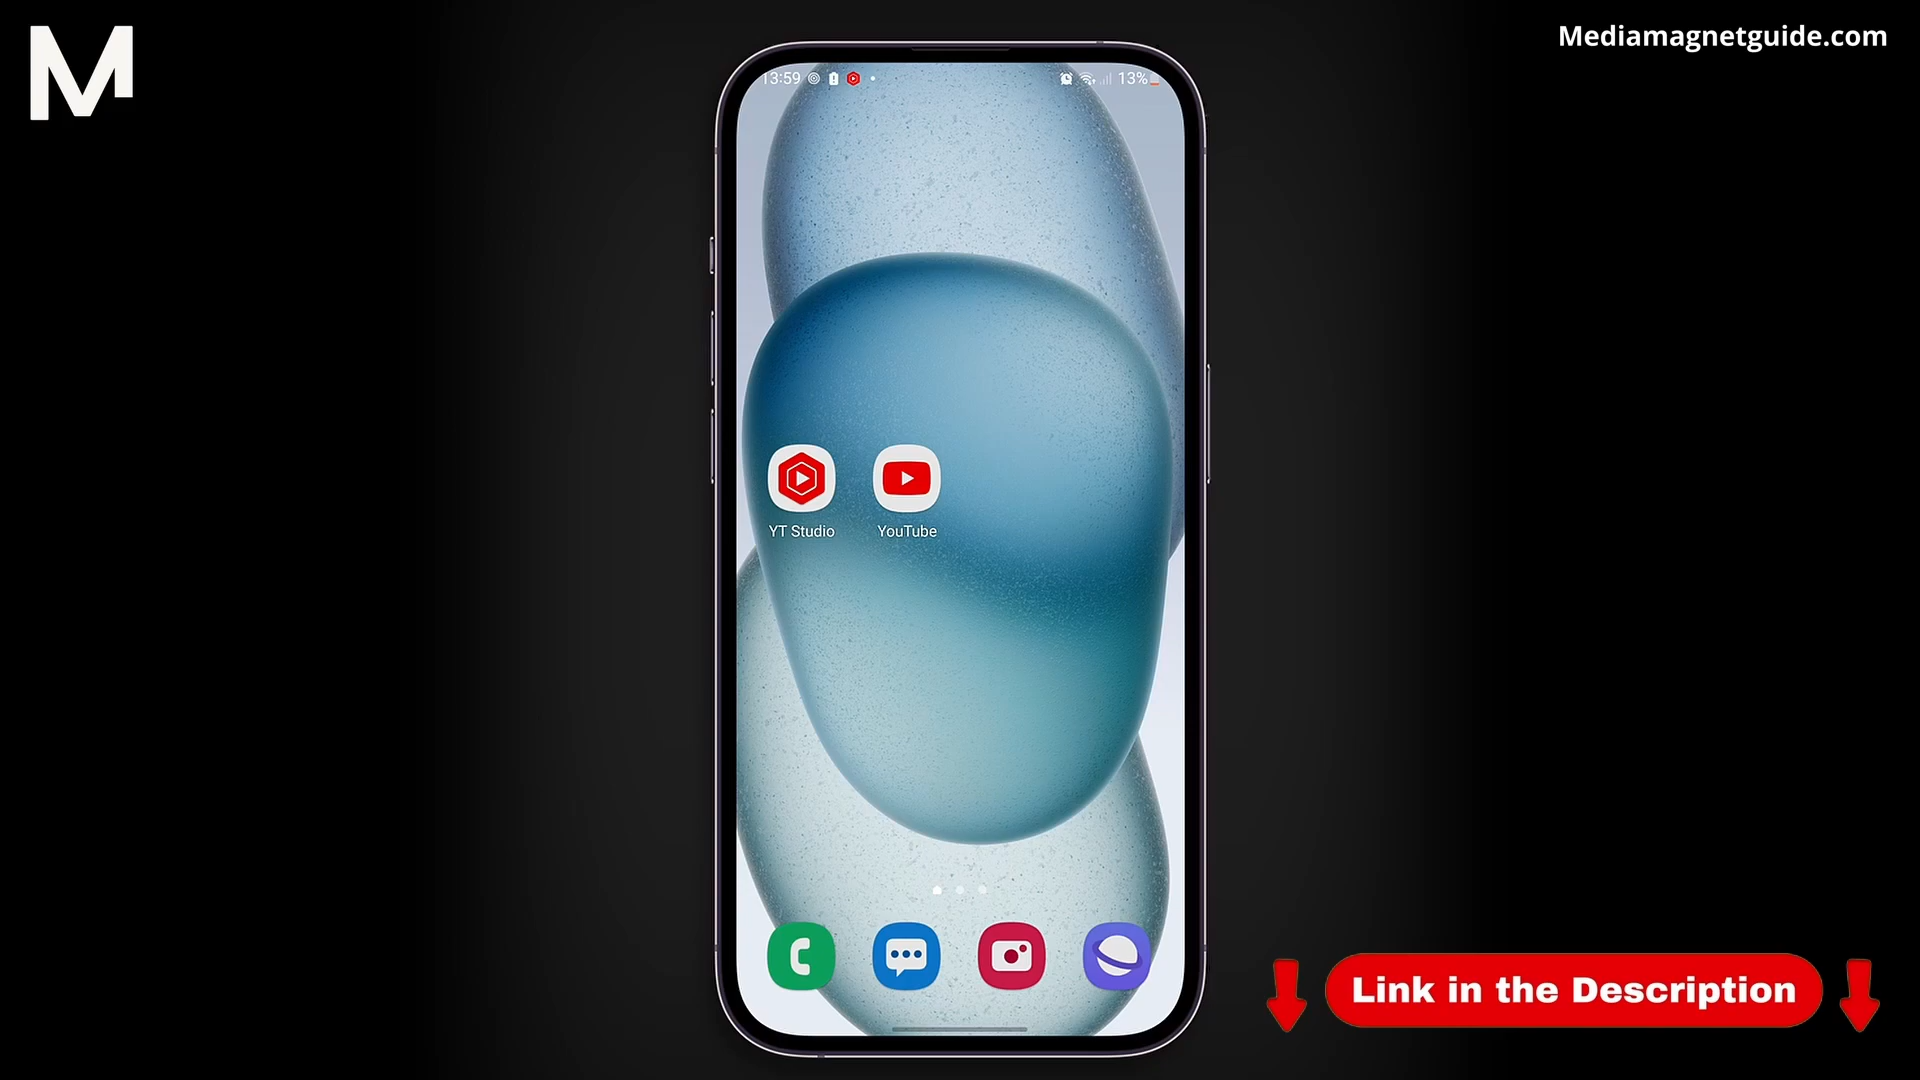 M
Mediamagnetguide.com
13:59
13%
YT Studio
YouTube
Link in the Description